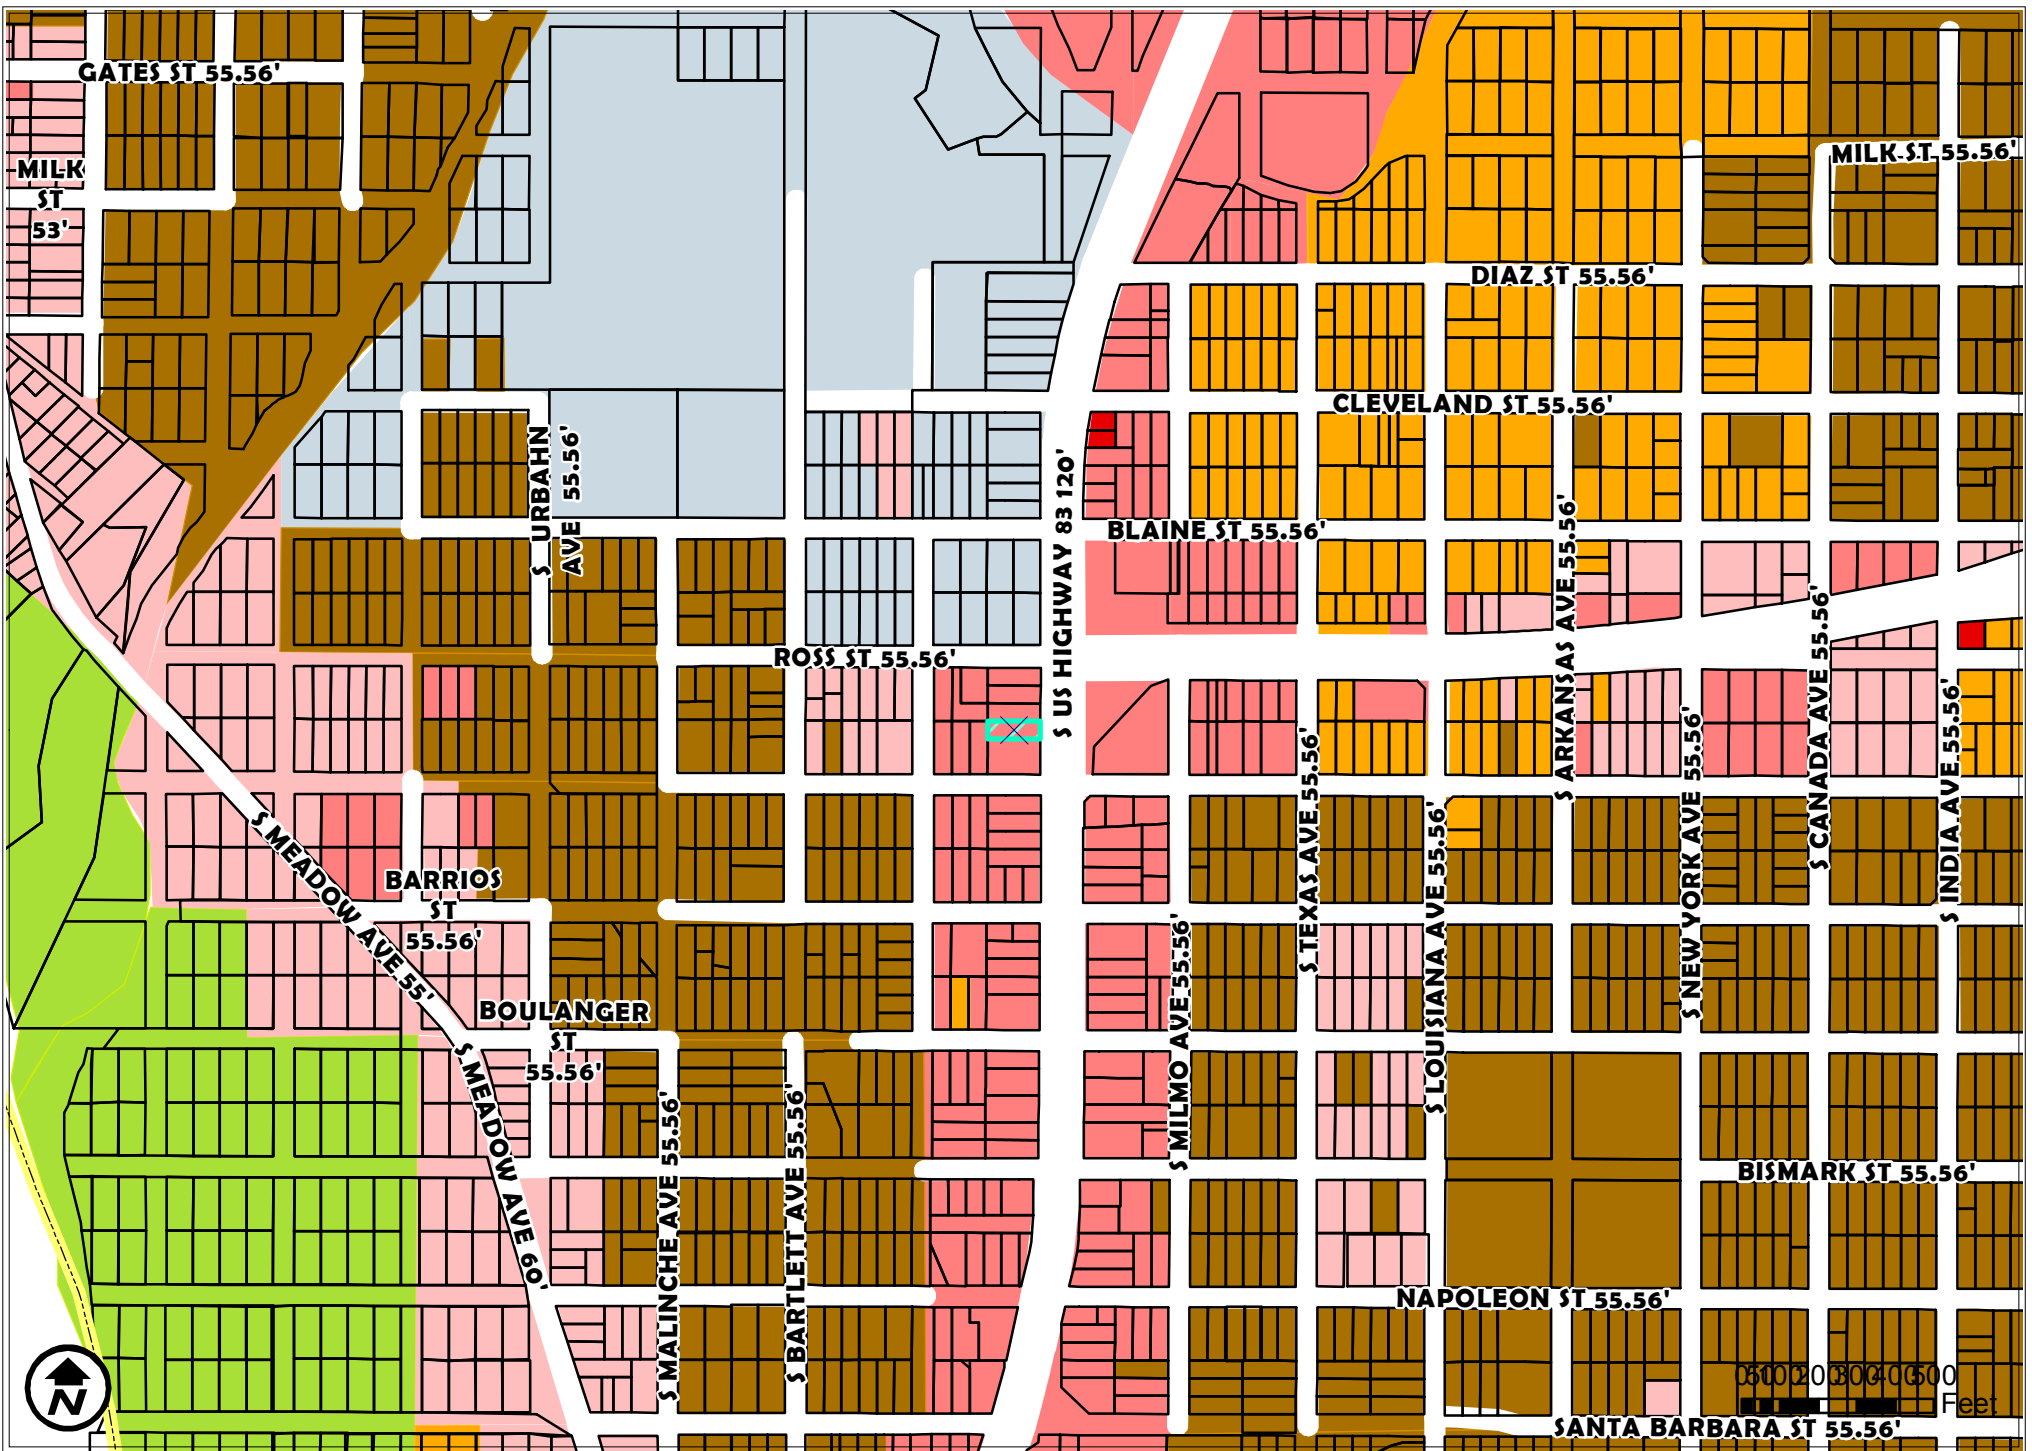 GATES ST 55.56'
MILK
ST
53'
MILK ST 55.56'
DIAZ ST 55.56'
CLEVELAND ST 55.56'
S URBAHN
AVE 55.56'
S US HIGHWAY 83 120'
BLAINE ST 55.56'
ROSS ST 55.56'
S ARKANSAS AVE 55.56'
S CANADA AVE 55.56'
S INDIA AVE 55.56'
S NEW YORK AVE 55.56'
S TEXAS AVE 55.56'
S LOUISIANA AVE 55.56'
S MEADOW AVE 55'
BARRIOS
ST
55.56'
S MILMO AVE 55.56'
BOULANGER
ST
55.56'
S MEADOW AVE 60'
S MALINCHE AVE 55.56'
S BARTLETT AVE 55.56'
BISMARK ST 55.56'
NAPOLEON ST 55.56'
N
200 300 400 500
Feet
SANTA BARBARA ST 55.56'